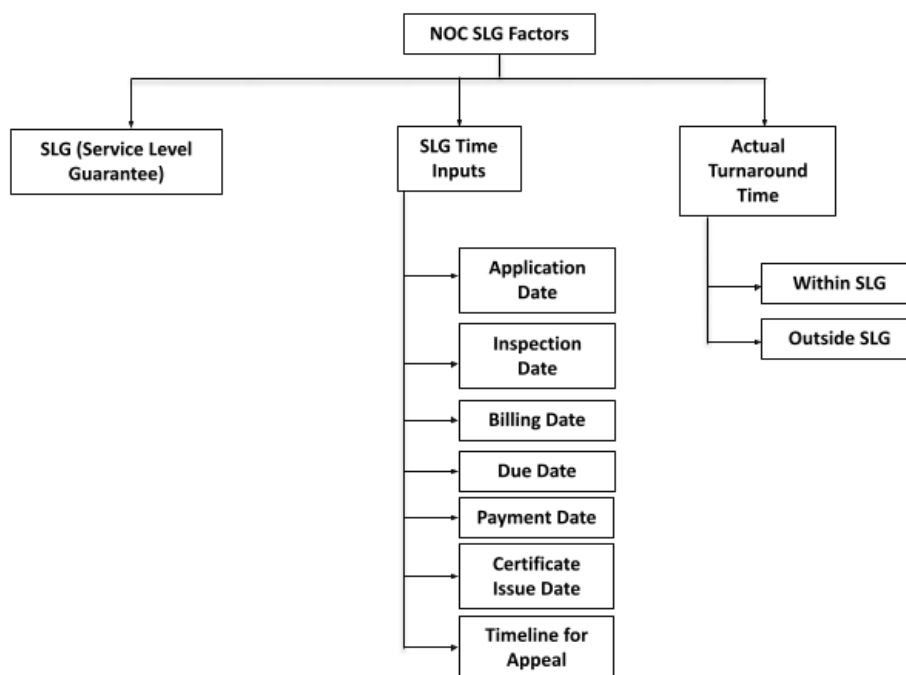 NOC SLG Factors
SLG (Service Level
Guarantee)
SLG Time
Inputs
Actual
Turnaround
Time
Application
Date
Inspection
Date
Billing Date
Due Date
Payment Date
Certificate
Issue Date
Timeline for
Appeal
Within SLG
Outside SLG